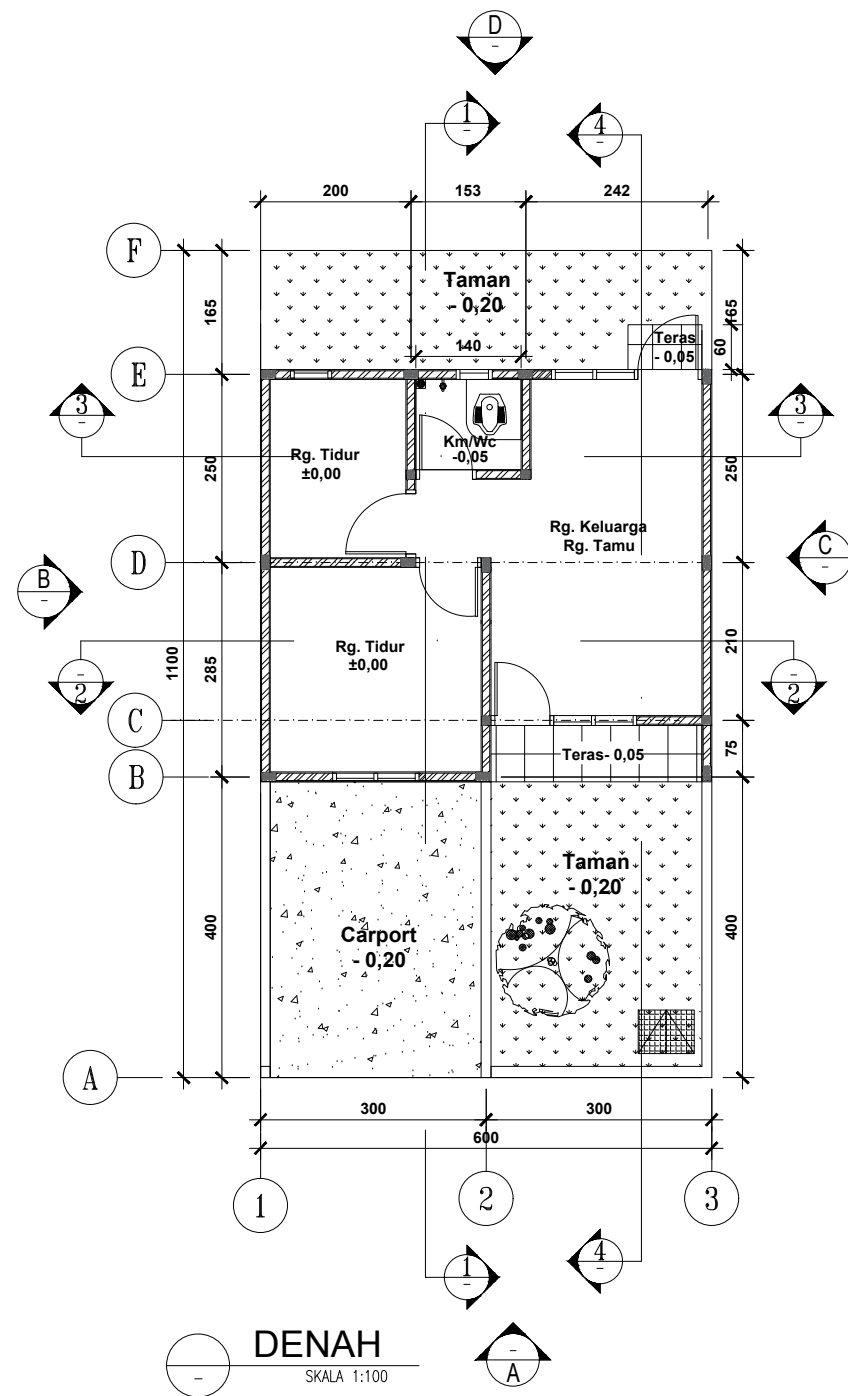 D
-
1
-
4
-
200
153
242
F
165
Taman
- 0,20
165
140
Teras
- 0,05
60
E
3
-
3
-
250
Rg. Tidur
±0,00
Km/Wc
-0,05
250
Rg. Keluarga
Rg. Tamu
D
B
-
C
-
1100
285
Rg. Tidur
±0,00
210
-
2
-
2
C
Teras- 0,05
75
B
400
Carport
- 0,20
Taman
- 0,20
400
A
300
300
600
1
2
3
1
-
4
-
DENAH
-
SKALA 1:100
-
A